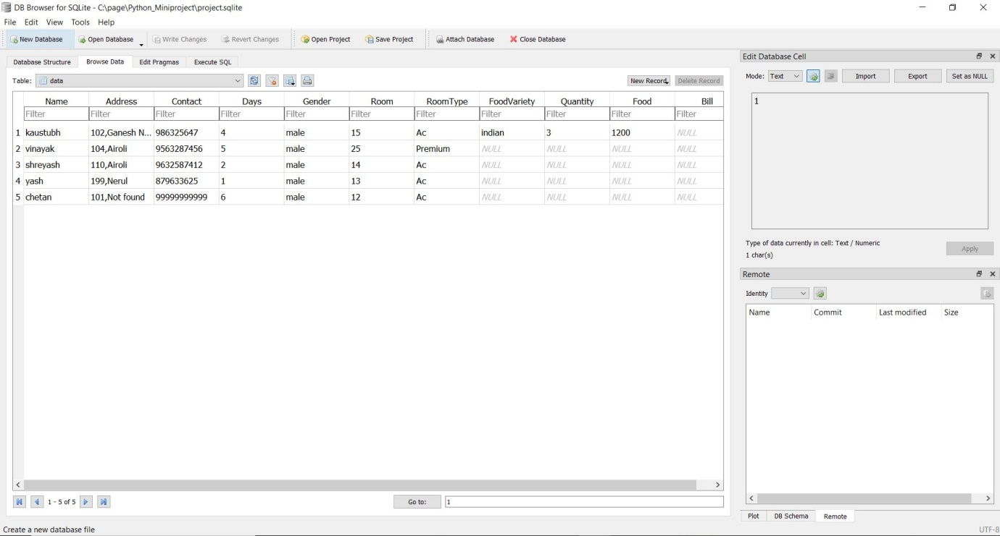 DB Browser for SQLite - C:\page\Python_Miniproject\project.sqlite
File Edit View Tools Help
New Database Open Database Write Changes Revert Changes Open Project Save Project Attach Database Close Database
Database Structure Browse Data Edit Pragmas Execute SQL
Table: data New Record Delete Record
Name Address Contact Days Gender Room RoomType FoodVariety Quantity Food Bill
Filter Filter Filter Filter Filter Filter Filter Filter Filter Filter Filter
1 kaustubh 102,Ganesh N... 986325647 4 male 15 Ac indian 3 1200 NULL
2 vinayak 104,Airoli 9563287456 5 male 25 Premium NULL NULL NULL NULL
3 shreyash 110,Airoli 9632587412 2 male 14 Ac NULL NULL NULL NULL
4 yash 199,Nerul 879633625 1 male 13 Ac NULL NULL NULL NULL
5 chetan 101,Not found 99999999999 6 male 12 Ac NULL NULL NULL NULL
1 - 5 of 5 Go to: 1
Edit Database Cell
Mode: Text Import Export Set as NULL
1
Type of data currently in cell: Text / Numeric
1 char(s)
Apply
Remote
Identity
Name Commit Last modified Size
Plot DB Schema Remote
Create a new database file UTF-8